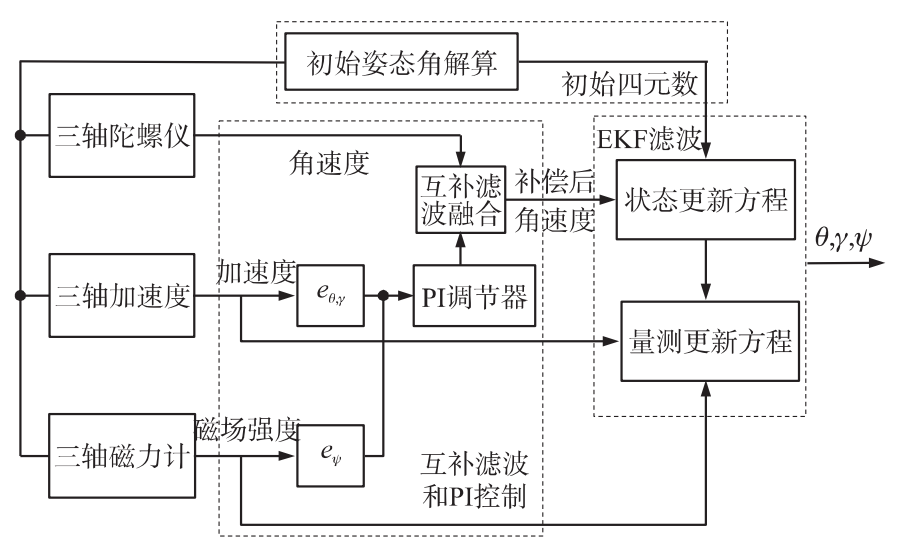 初始姿态角解算
初始四元数
三轴陀螺仪
角速度
EKF滤波
互补滤
波融合
补偿后
角速度
状态更新方程
θ,γ,ψ
三轴加速度
加速度
eθ,γ
PI调节器
量测更新方程
三轴磁力计
磁场强度
eψ
互补滤波
和PI控制